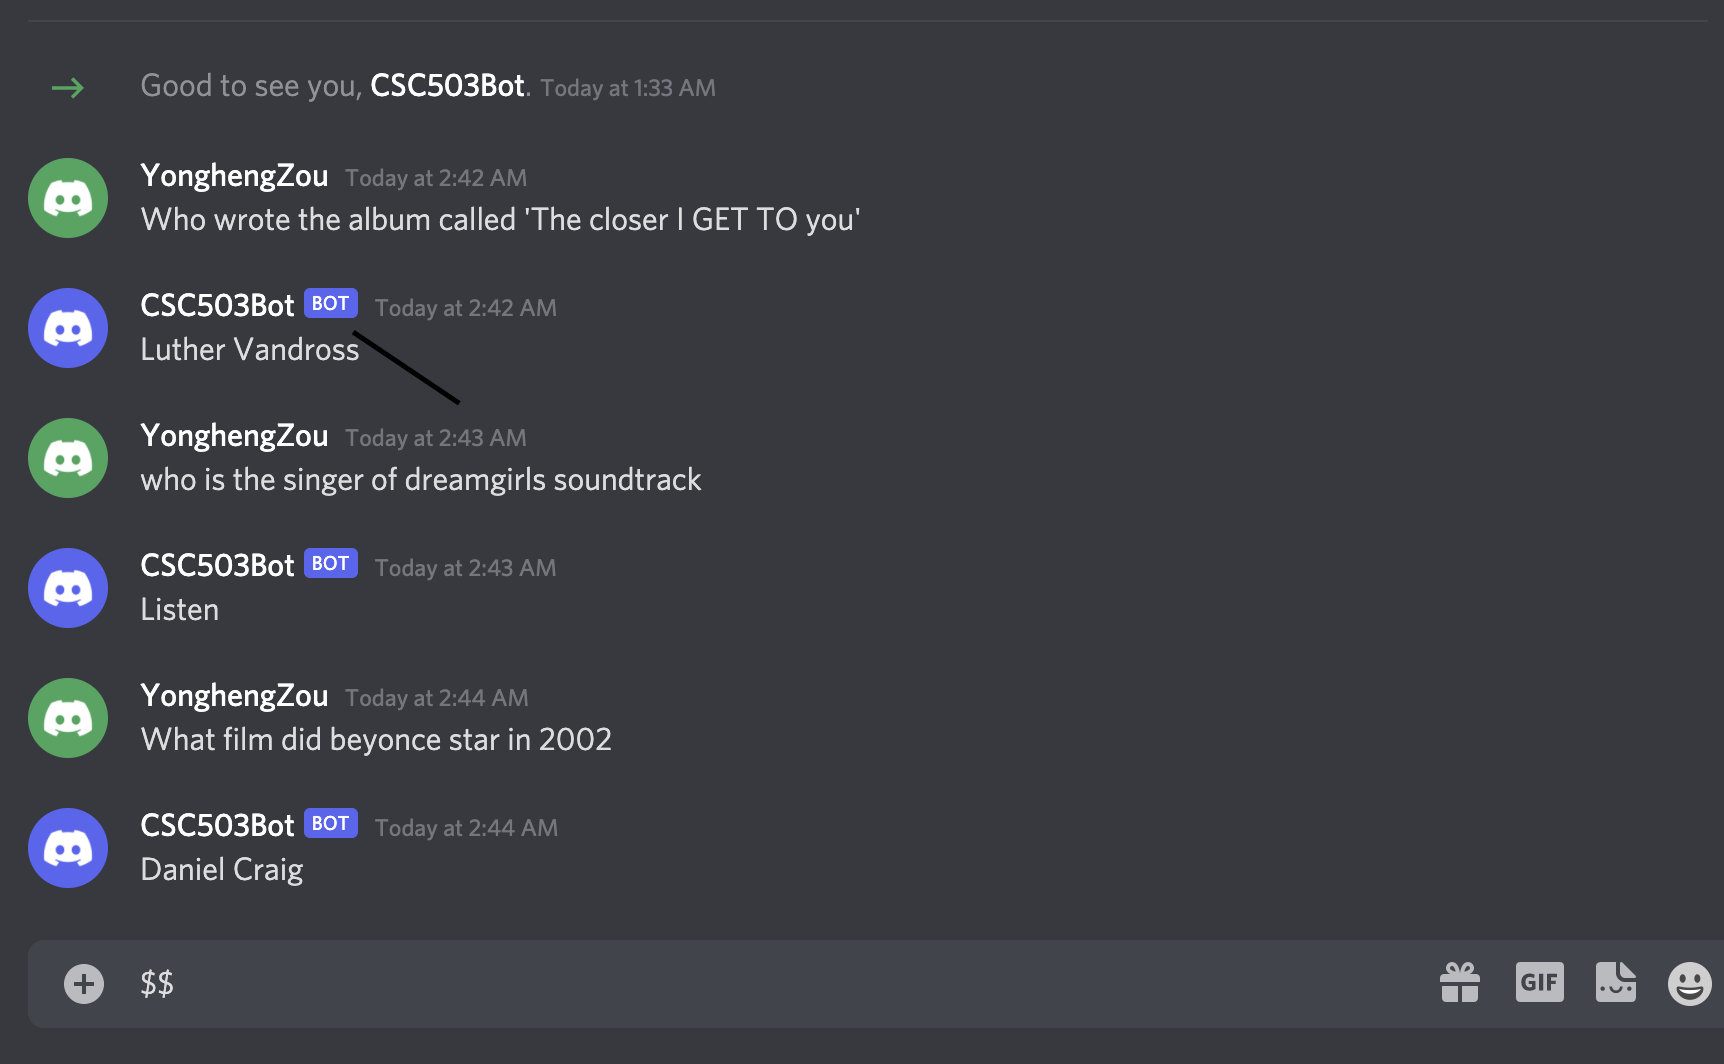 Good to see you, CSC503Bot. Today at 1:33 AM
YonghengZou Today at 2:42 AM
Who wrote the album called 'The closer I GET TO you'
CSC503Bot BOT Today at 2:42 AM
Luther Vandross
YonghengZou Today at 2:43 AM
who is the singer of dreamgirls soundtrack
CSC503Bot BOT Today at 2:43 AM
Listen
YonghengZou Today at 2:44 AM
What film did beyonce star in 2002
CSC503Bot BOT Today at 2:44 AM
Daniel Craig
$$ GIF